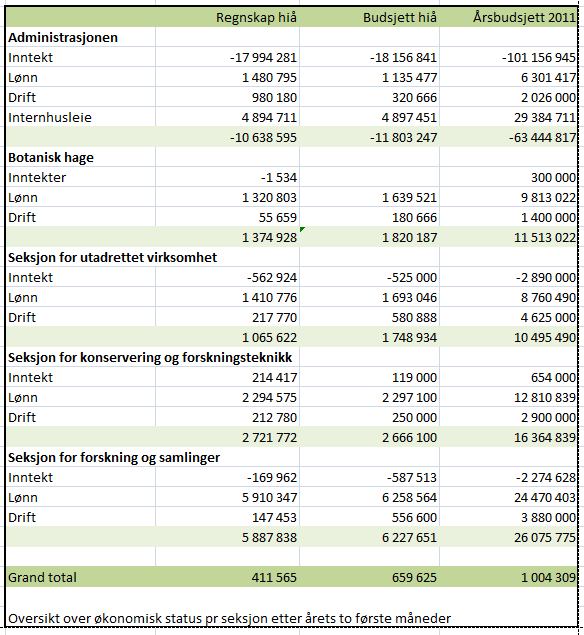 Regnskap hiå Budsjett hiå Årsbudsjett 2011
Administrasjonen
Inntekt -17 994 281 -18 156 841 -101 156 945
Lønn 1 480 795 1 135 477 6 301 417
Drift 980 180 320 666 2 026 000
Internhusleie 4 894 711 4 897 451 29 384 711
-10 638 595 -11 803 247 -63 444 817
Botanisk hage
Inntekter -1 534 300 000
Lønn 1 320 803 1 639 521 9 813 022
Drift 55 659 180 666 1 400 000
1 374 928 1 820 187 11 513 022
Seksjon for utadrettet virksomhet
Inntekt -562 924 -525 000 -2 890 000
Lønn 1 410 776 1 693 046 8 760 490
Drift 217 770 580 888 4 625 000
1 065 622 1 748 934 10 495 490
Seksjon for konservering og forskningsteknikk
Inntekt 214 417 119 000 654 000
Lønn 2 294 575 2 297 100 12 810 839
Drift 212 780 250 000 2 900 000
2 721 772 2 666 100 16 364 839
Seksjon for forskning og samlinger
Inntekt -169 962 -587 513 -2 274 628
Lønn 5 910 347 6 258 564 24 470 403
Drift 147 453 556 600 3 880 000
5 887 838 6 227 651 26 075 775
Grand total 411 565 659 625 1 004 309
Oversikt over økonomisk status pr seksjon etter årets to første måneder